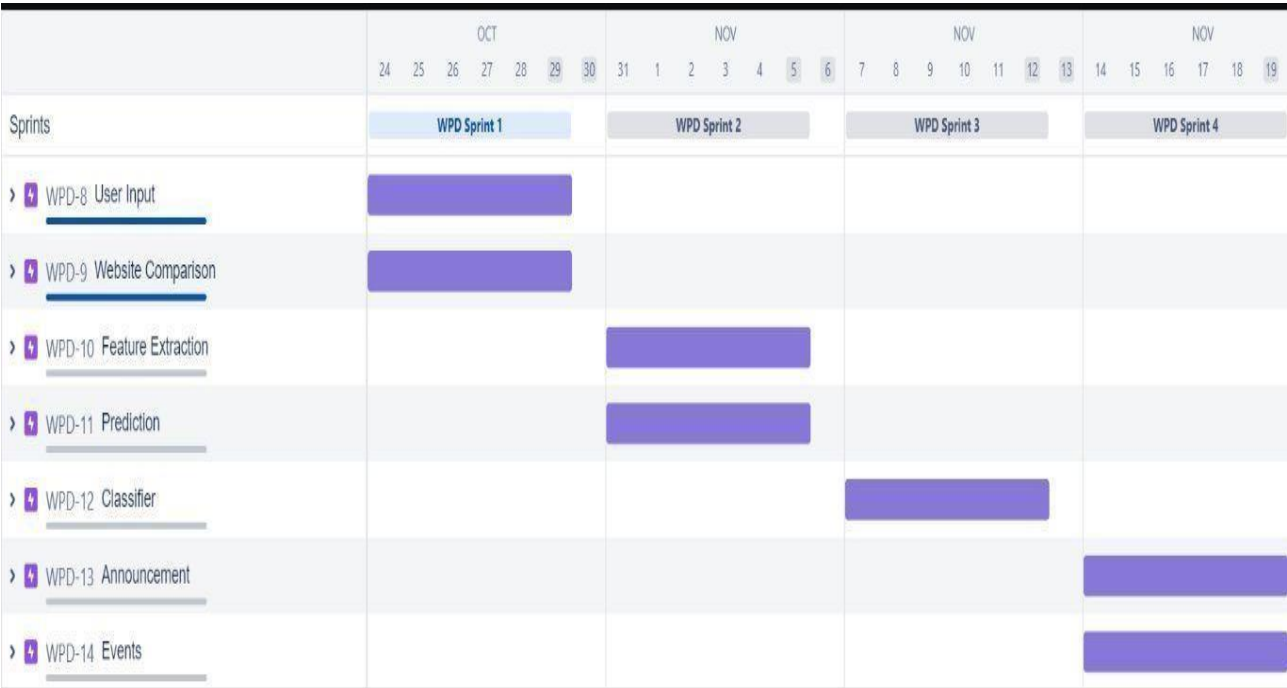 OCT NOV NOV NOV
24 25 26 27 28 29 30 31 1 2 3 4 5 6 7 8 9 10 11 12 13 14 15 16 17 18 19
Sprints WPD Sprint 1 WPD Sprint 2 WPD Sprint 3 WPD Sprint 4
WPD-8 User Input
WPD-9 Website Comparison
WPD-10 Feature Extraction
WPD-11 Prediction
WPD-12 Classifier
WPD-13 Announcement
WPD-14 Events